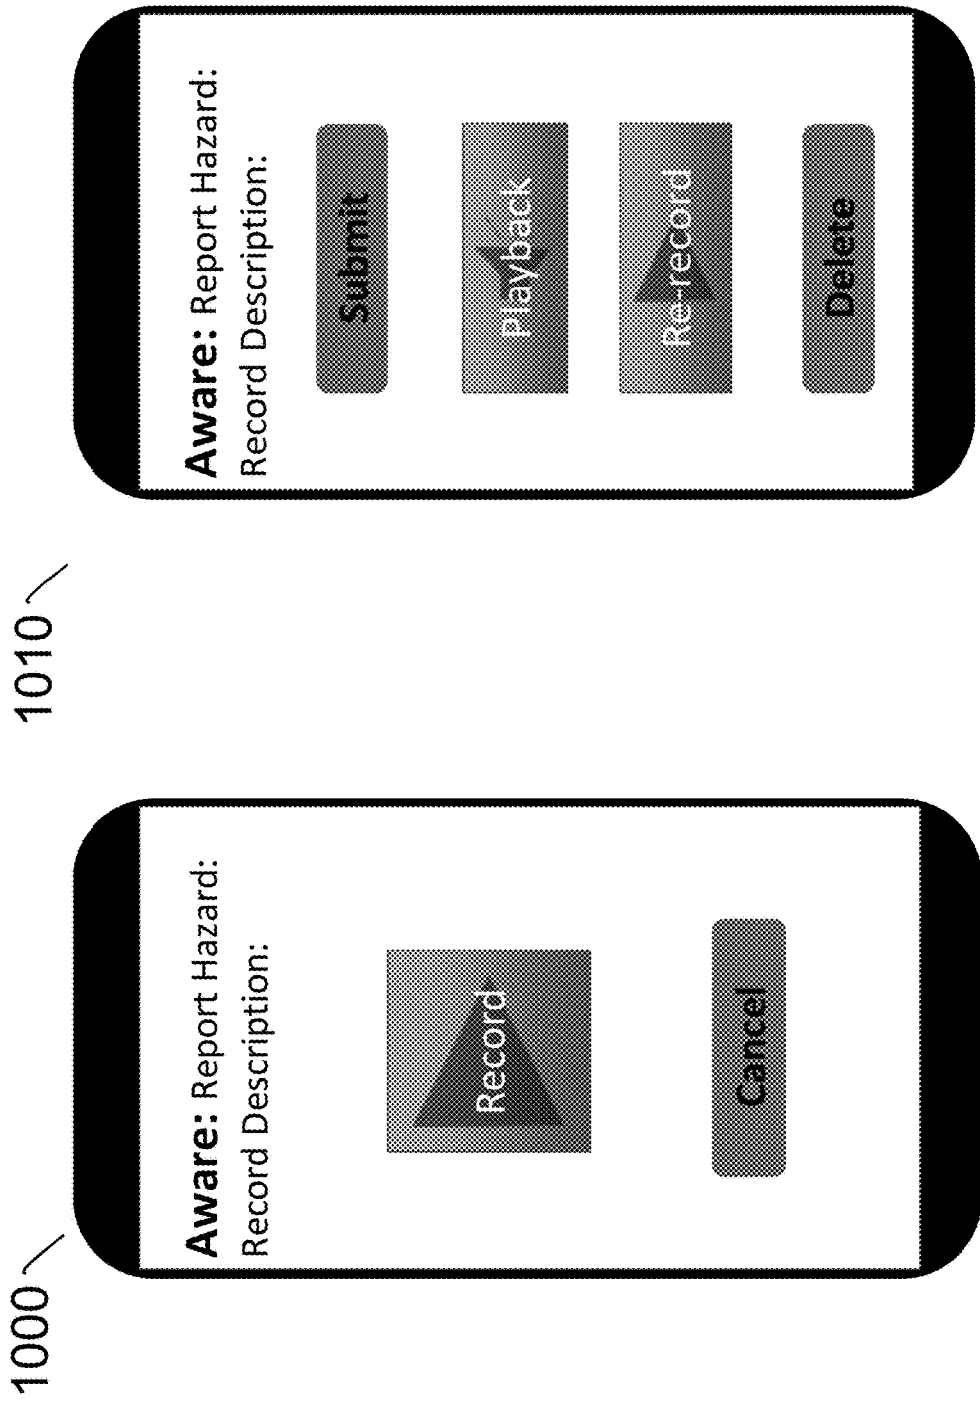 1000
Aware: Report Hazard:
Record Description:
Record
Cancel
1010
Aware: Report Hazard:
Record Description:
Submit
Playback
Re-record
Delete